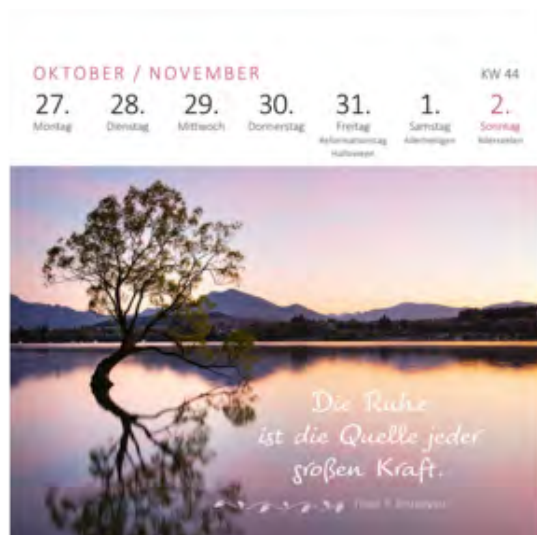 OKTOBER / NOVEMBER KW 44
27. 28. 29. 30. 31. 1. 2.
Montag Dienstag Mittwoch Donnerstag Freitag Samstag Sonntag
Reformationstag Allerheiligen Allerseelen
Halloween
Die Ruhe
ist die Quelle jeder
großen Kraft.